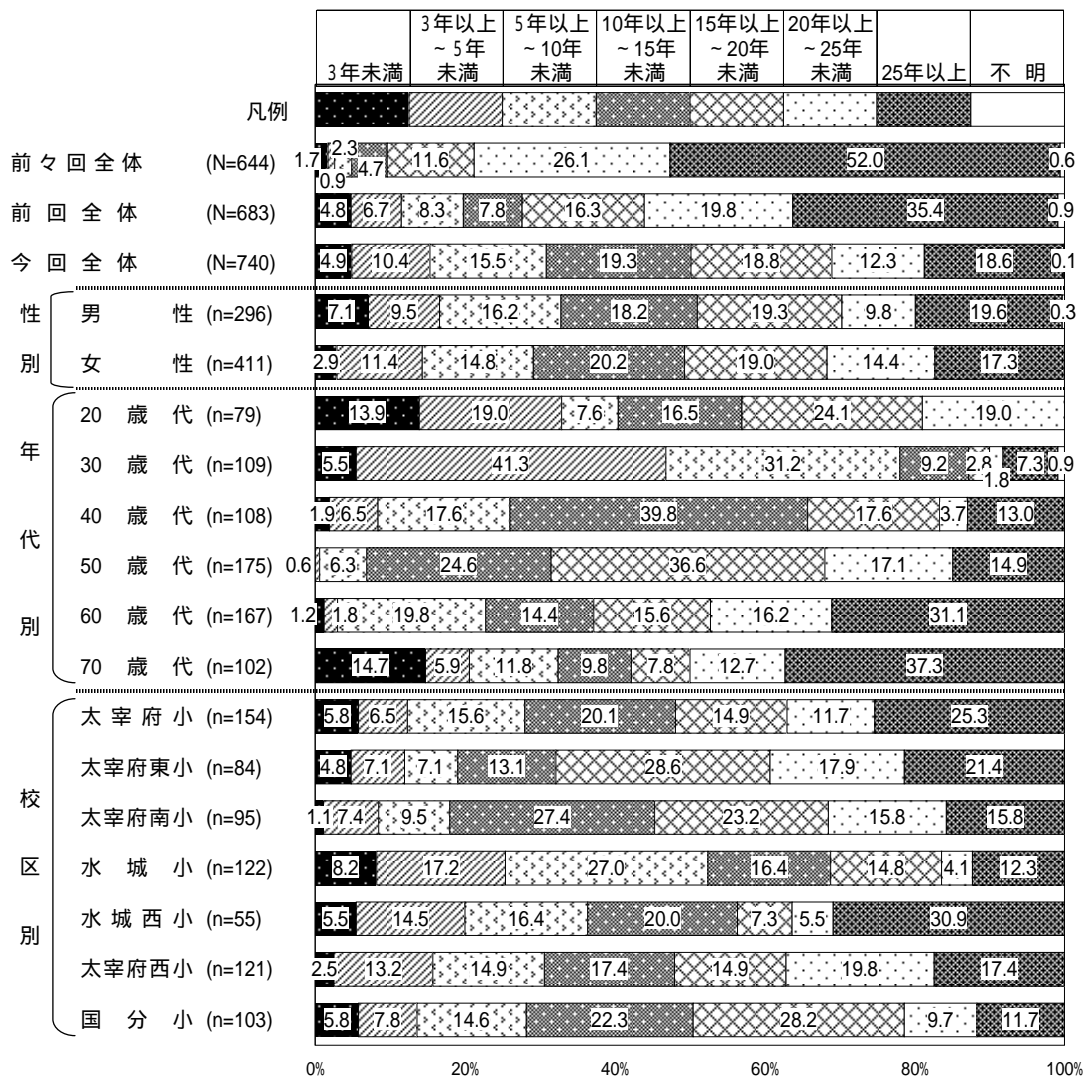 3年以上 5年以上 10年以上 15年以上 20年以上
～5年 ～10年 ～15年 ～20年 ～25年
3年未満 未満 未満 未満 未満 未満 25年以上 不 明
凡例
前々回全体 (N=644) 1.7 0.9 2.3 4.7 11.6 26.1 52.0 0.6
前 回 全 体 (N=683) 4.8 6.7 8.3 7.8 16.3 19.8 35.4 0.9
今 回 全 体 (N=740) 4.9 10.4 15.5 19.3 18.8 12.3 18.6 0.1
性別
男 性 (n=296) 7.1 9.5 16.2 18.2 19.3 9.8 19.6 0.3
女 性 (n=411) 2.9 11.4 14.8 20.2 19.0 14.4 17.3
年代別
20 歳 代 (n=79) 13.9 19.0 7.6 16.5 24.1 19.0
30 歳 代 (n=109) 5.5 41.3 31.2 9.2 2.8 1.8 7.3 0.9
40 歳 代 (n=108) 1.9 6.5 17.6 39.8 17.6 3.7 13.0
50 歳 代 (n=175) 0.6 6.3 24.6 36.6 17.1 14.9
60 歳 代 (n=167) 1.2 1.8 19.8 14.4 15.6 16.2 31.1
70 歳 代 (n=102) 14.7 5.9 11.8 9.8 7.8 12.7 37.3
校区別
太宰府小 (n=154) 5.8 6.5 15.6 20.1 14.9 11.7 25.3
太宰府東小 (n=84) 4.8 7.1 7.1 13.1 28.6 17.9 21.4
太宰府南小 (n=95) 1.1 7.4 9.5 27.4 23.2 15.8 15.8
水 城 小 (n=122) 8.2 17.2 27.0 16.4 14.8 4.1 12.3
水城西小 (n=55) 5.5 14.5 16.4 20.0 7.3 5.5 30.9
太宰府西小 (n=121) 2.5 13.2 14.9 17.4 14.9 19.8 17.4
国 分 小 (n=103) 5.8 7.8 14.6 22.3 28.2 9.7 11.7
0% 20% 40% 60% 80% 100%